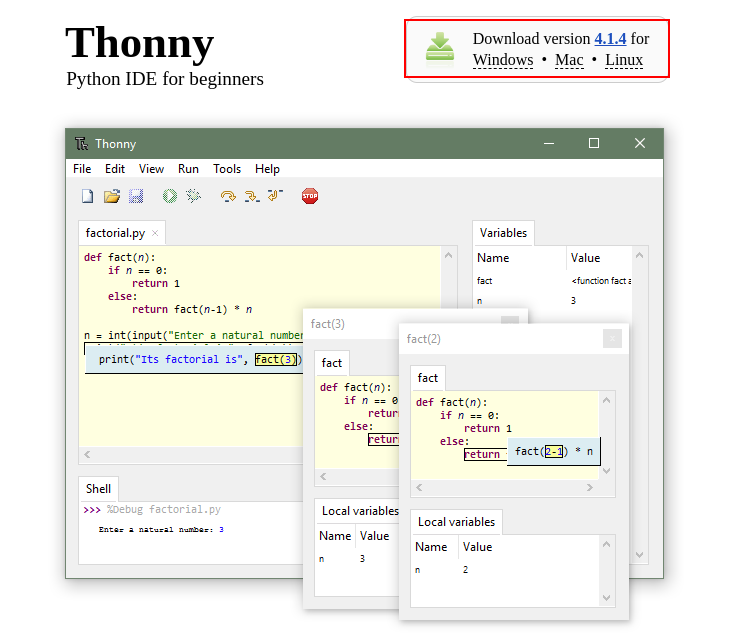 Thonny
Python IDE for beginners
Download version 4.1.4 for
Windows • Mac • Linux
Thonny
File Edit View Run Tools Help
STOP
factorial.py
def fact(n):
    if n == 0:
        return 1
    else:
        return fact(n-1) * n
n = int(input("Enter a natural number
print("Its factorial is", fact(3))
Shell
>>> %Debug factorial.py
Enter a natural number: 3
Variables
Name Value
fact <function fact a
n 3
fact(3)
fact
def fact(n):
    if n == 0
        retur
    else:
        retur
Local variables
Name Value
n 3
fact(2)
fact
def fact(n):
    if n == 0:
        return 1
    else:
        return fact(2-1) * n
Local variables
Name Value
n 2